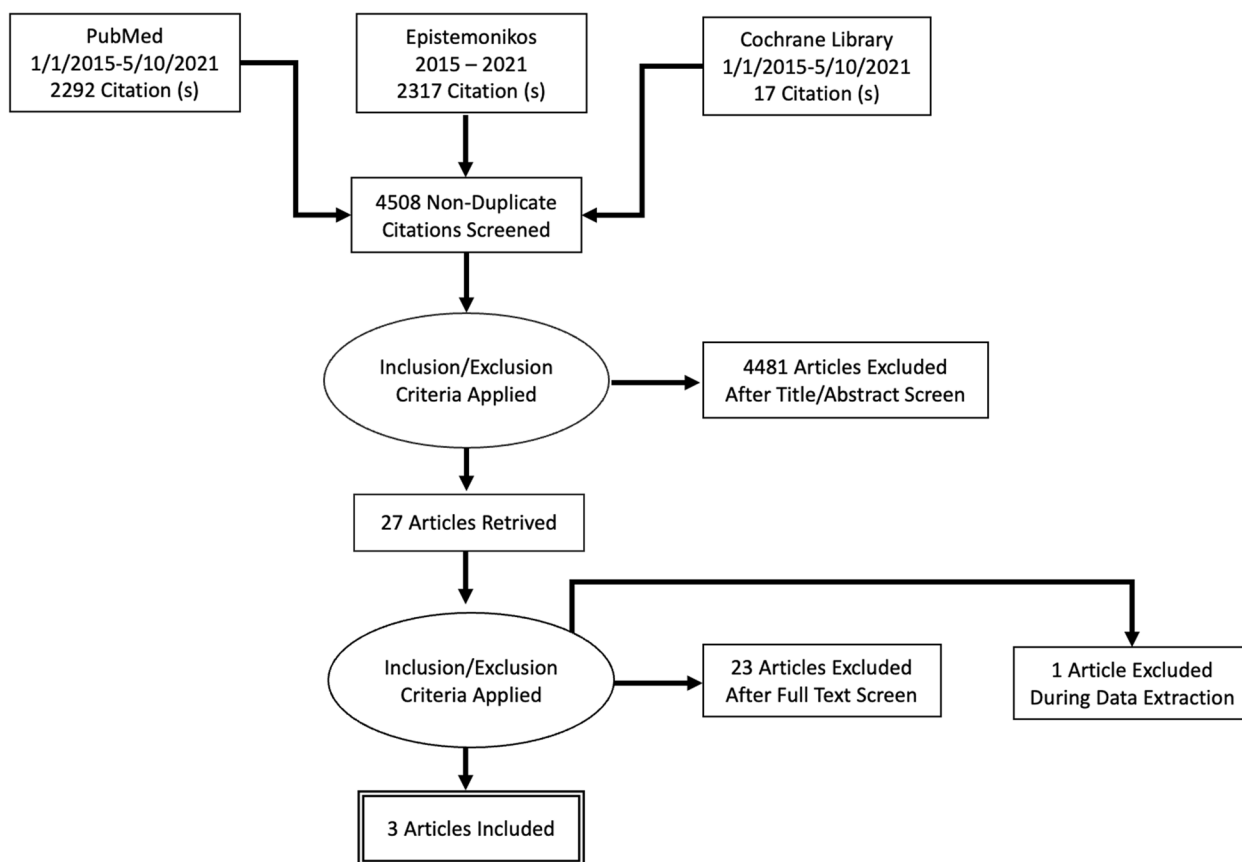 PubMed
1/1/2015-5/10/2021
2292 Citation (s)
Epistemonikos
2015 – 2021
2317 Citation (s)
Cochrane Library
1/1/2015-5/10/2021
17 Citation (s)
4508 Non-Duplicate
Citations Screened
Inclusion/Exclusion
Criteria Applied
4481 Articles Excluded
After Title/Abstract Screen
27 Articles Retrived
Inclusion/Exclusion
Criteria Applied
23 Articles Excluded
After Full Text Screen
1 Article Excluded
During Data Extraction
3 Articles Included